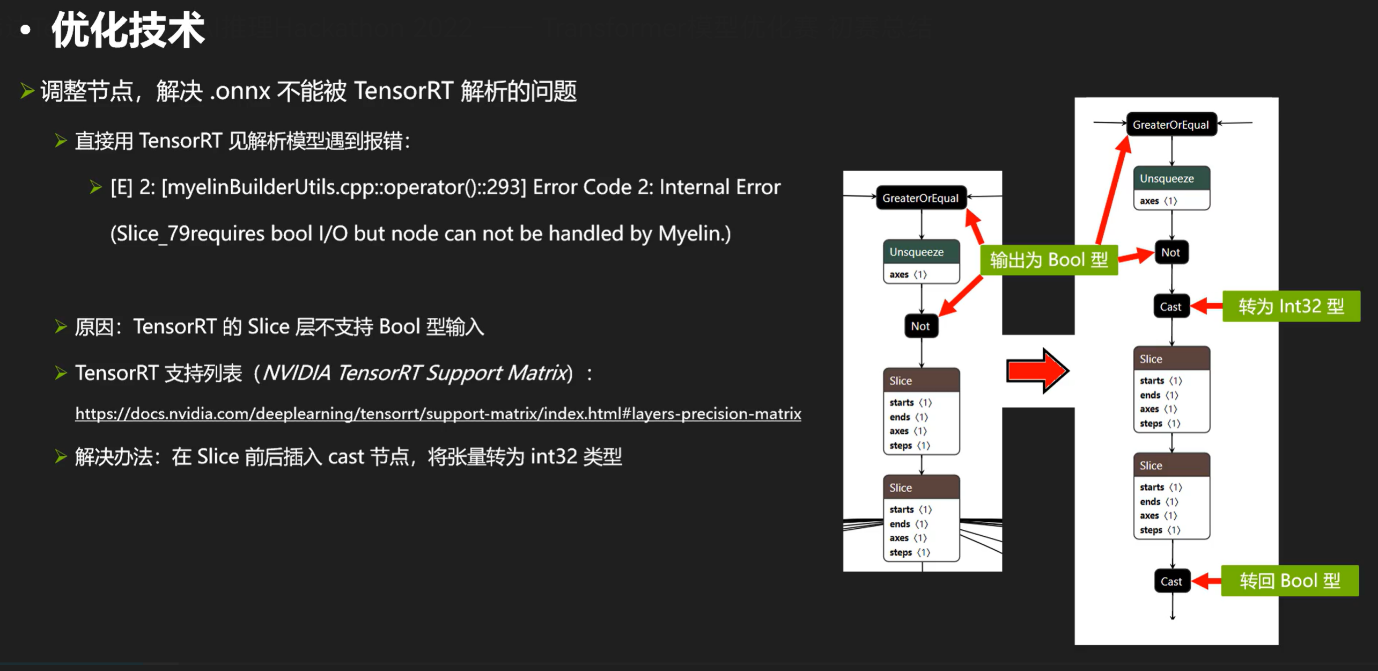 • 优化技术
调整节点，解决 .onnx 不能被 TensorRT 解析的问题
直接用 TensorRT 见解析模型遇到报错：
[E] 2: [myelinBuilderUtils.cpp::operator()::293] Error Code 2: Internal Error
(Slice_79requires bool I/O but node can not be handled by Myelin.)
原因：TensorRT 的 Slice 层不支持 Bool 型输入
TensorRT 支持列表（NVIDIA TensorRT Support Matrix）：
https://docs.nvidia.com/deeplearning/tensorrt/support-matrix/index.html#layers-precision-matrix
解决办法：在 Slice 前后插入 cast 节点，将张量转为 int32 类型
GreaterOrEqual
Unsqueeze
axes 〈1〉
Not
Slice
starts 〈1〉
ends 〈1〉
axes 〈1〉
steps 〈1〉
Slice
starts 〈1〉
ends 〈1〉
axes 〈1〉
steps 〈1〉
输出为 Bool 型
GreaterOrEqual
Unsqueeze
axes 〈1〉
Not
Cast
转为 Int32 型
Slice
starts 〈1〉
ends 〈1〉
axes 〈1〉
steps 〈1〉
Slice
starts 〈1〉
ends 〈1〉
axes 〈1〉
steps 〈1〉
Cast
转回 Bool 型